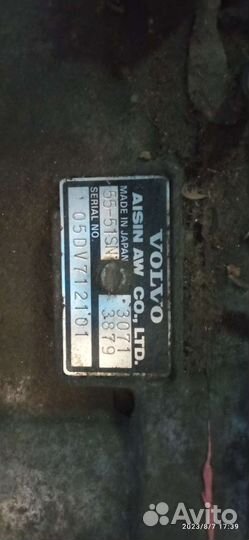 VOLVO
AISIN AW CO., LTD.
MADE IN JAPAN 3071
55-51SN 3879
SERIAL NO.
05DV712101
Avito
2023/8/7 17:39